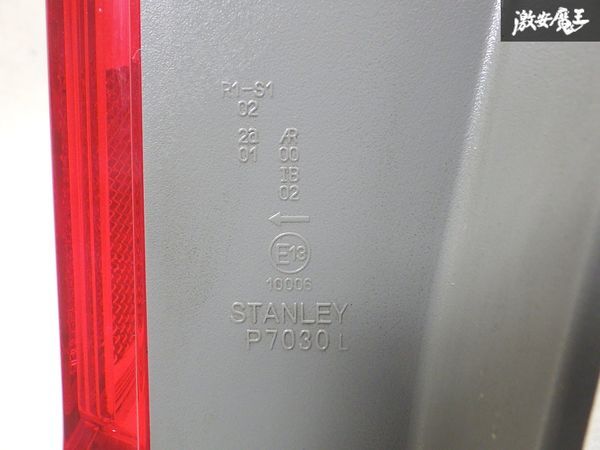 激安魔王
R1-S1
02
2a AR
01 00
IB
02
←
E13
10006
STANLEY
P7030 L